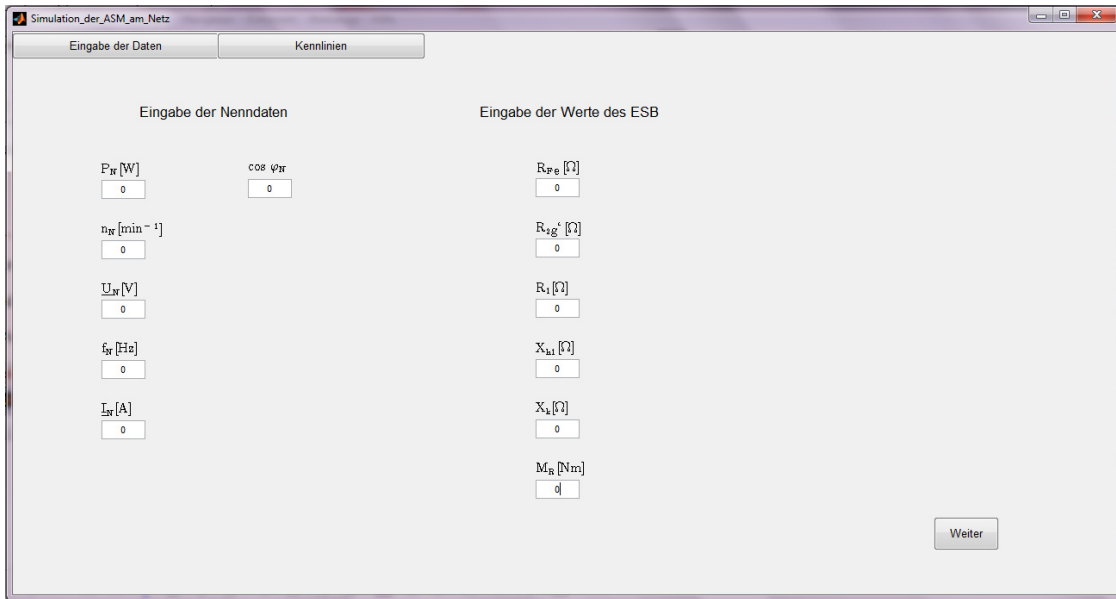 Simulation_der_ASM_am_Netz
Eingabe der Daten
Kennlinien
Eingabe der Nenndaten
P_N [W]
0
cos φ_N
0
n_N [min⁻¹]
0
U_N [V]
0
f_N [Hz]
0
I_N [A]
0
Eingabe der Werte des ESB
R_Fe [Ω]
0
R_2g‘ [Ω]
0
R_1 [Ω]
0
X_h1 [Ω]
0
X_k [Ω]
0
M_R [Nm]
0
Weiter